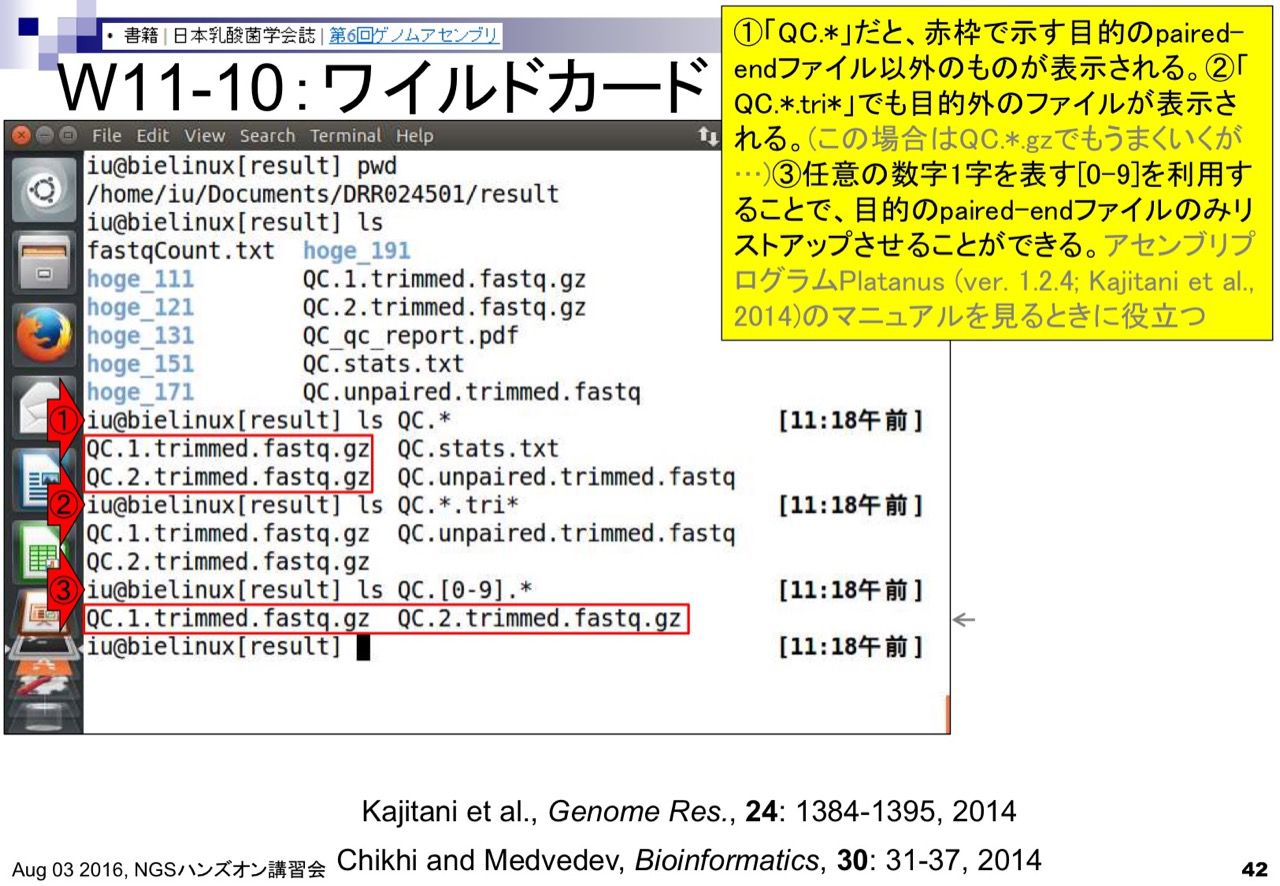 ・ 書籍 | 日本乳酸菌学会誌 | 第6回ゲノムアセンブリ
W11-10：ワイルドカード
①「QC.*」だと、赤枠で示す目的のpaired-
endファイル以外のものが表示される。②「
QC.*.tri*」でも目的外のファイルが表示さ
れる。(この場合はQC.*.gzでもうまくいくが
…)③任意の数字1字を表す[0-9]を利用す
ることで、目的のpaired-endファイルのみリ
ストアップさせることができる。アセンブリプ
ログラムPlatanus (ver. 1.2.4; Kajitani et al.,
2014)のマニュアルを見るときに役立つ
File Edit View Search Terminal Help
iu@bielinux[result] pwd
/home/iu/Documents/DRR024501/result
iu@bielinux[result] ls
fastqCount.txt hoge_191
hoge_111 QC.1.trimmed.fastq.gz
hoge_121 QC.2.trimmed.fastq.gz
hoge_131 QC_qc_report.pdf
hoge_151 QC.stats.txt
hoge_171 QC.unpaired.trimmed.fastq
① iu@bielinux[result] ls QC.* [11:18午前]
QC.1.trimmed.fastq.gz QC.stats.txt
QC.2.trimmed.fastq.gz QC.unpaired.trimmed.fastq
② iu@bielinux[result] ls QC.*.tri* [11:18午前]
QC.1.trimmed.fastq.gz QC.unpaired.trimmed.fastq
QC.2.trimmed.fastq.gz
③ iu@bielinux[result] ls QC.[0-9].* [11:18午前]
QC.1.trimmed.fastq.gz QC.2.trimmed.fastq.gz
iu@bielinux[result] [11:18午前]
Kajitani et al., Genome Res., 24: 1384-1395, 2014
Chikhi and Medvedev, Bioinformatics, 30: 31-37, 2014
Aug 03 2016, NGSハンズオン講習会
42